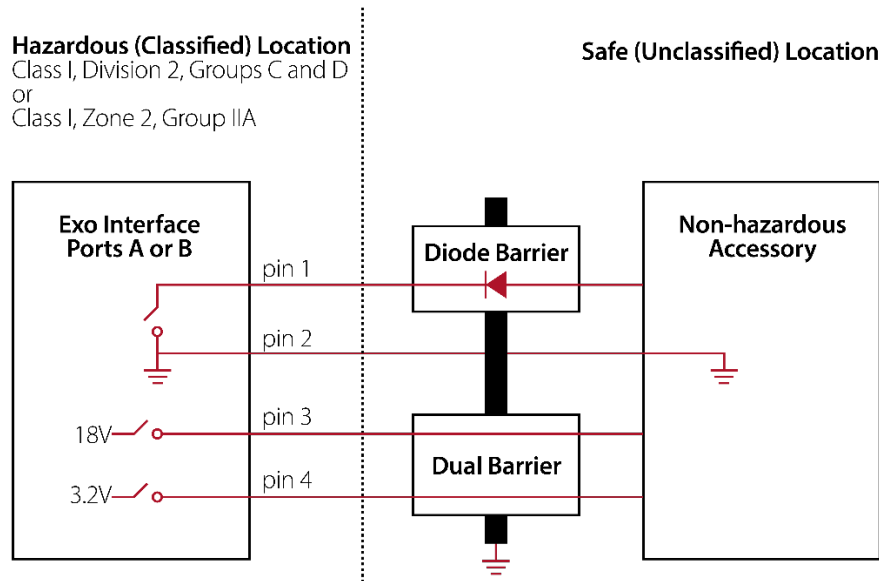 Hazardous (Classified) Location
Class I, Division 2, Groups C and D
or
Class I, Zone 2, Group IIA
Safe (Unclassified) Location
Exo Interface
Ports A or B
pin 1
pin 2
18V
pin 3
3.2V
pin 4
Diode Barrier
Dual Barrier
Non-hazardous
Accessory